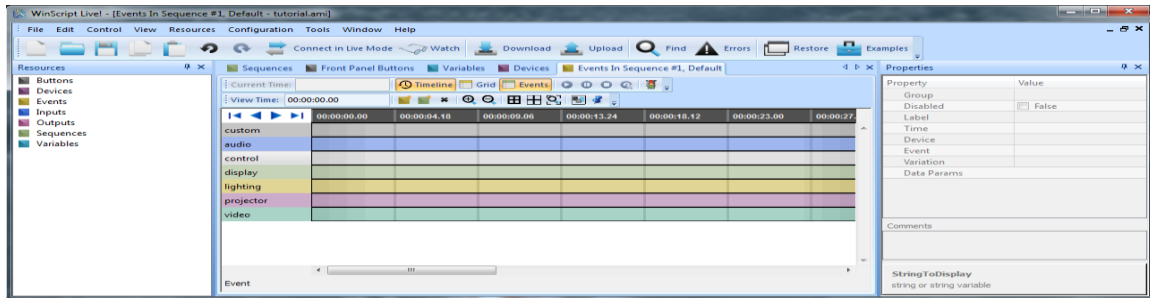 WinScript Live! - [Events In Sequence #1, Default - tutorial.ami]
File Edit Control View Resources Configuration Tools Window Help
Connect in Live Mode Watch Download Upload Find Errors Restore Examples
Resources
Buttons
Devices
Events
Inputs
Outputs
Sequences
Variables
Sequences Front Panel Buttons Variables Devices Events In Sequence #1, Default
Current Time: Timeline Grid Events
View Time: 00:00:00.00
00:00:00.00 00:00:04.18 00:00:09.06 00:00:13.24 00:00:18.12 00:00:23.00 00:00:27.
custom
audio
control
display
lighting
projector
video
Event
Properties
Property Value
Group
Disabled False
Label
Time
Device
Event
Variation
Data Params
Comments
StringToDisplay
string or string variable